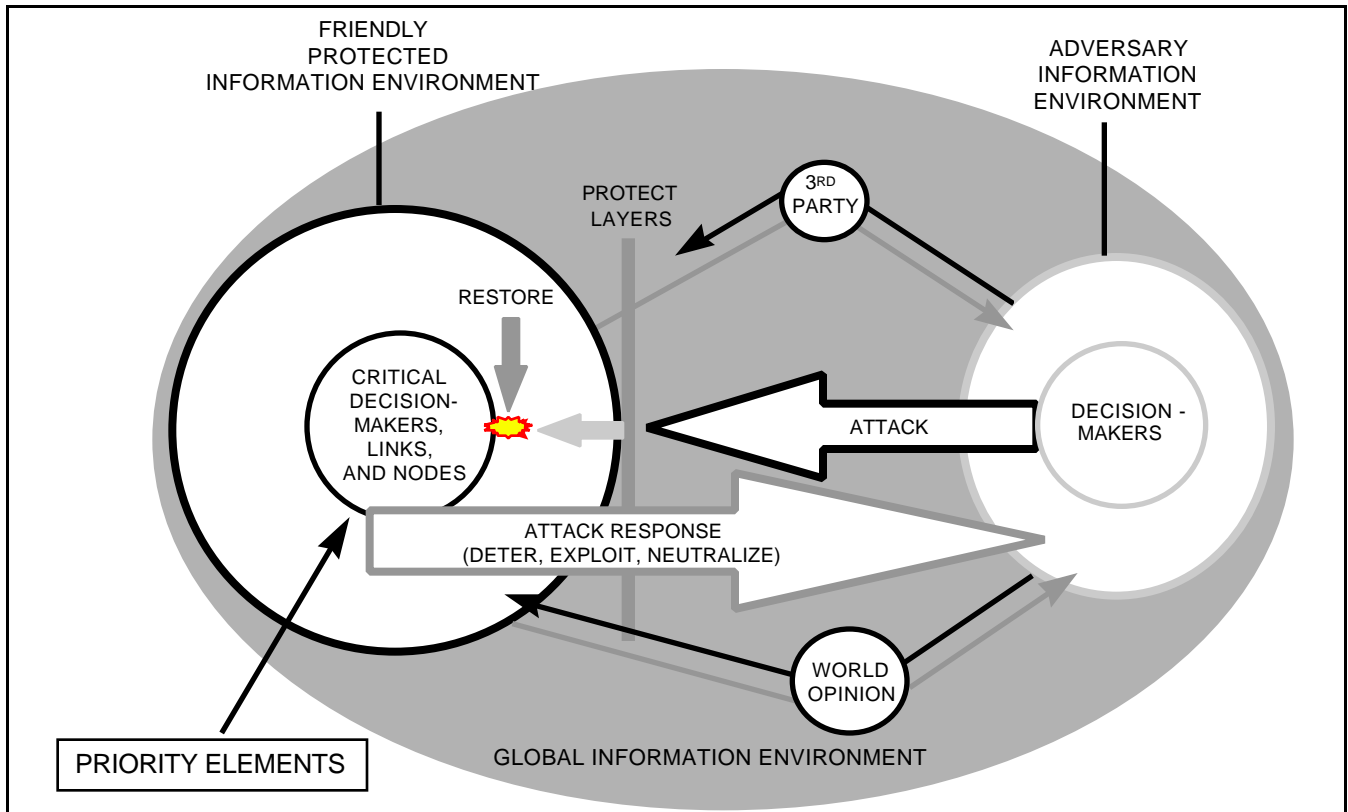 FRIENDLY
PROTECTED
INFORMATION ENVIRONMENT
ADVERSARY
INFORMATION
ENVIRONMENT
3RD
PARTY
PROTECT
LAYERS
RESTORE
CRITICAL
DECISION-
MAKERS,
LINKS,
AND NODES
ATTACK
DECISION -
MAKERS
ATTACK RESPONSE
(DETER, EXPLOIT, NEUTRALIZE)
WORLD
OPINION
PRIORITY ELEMENTS
GLOBAL INFORMATION ENVIRONMENT